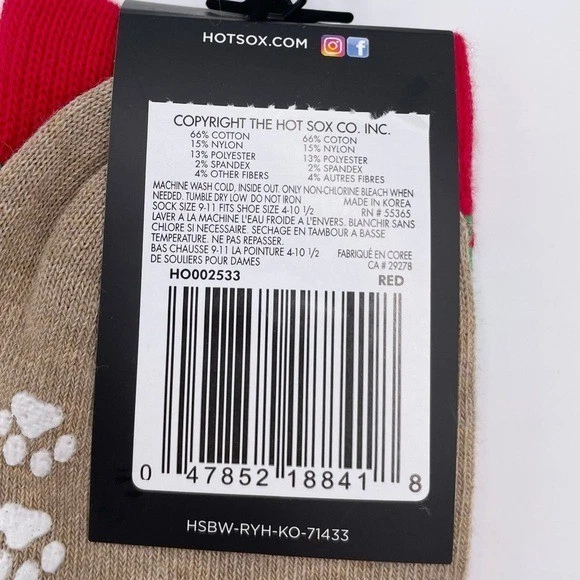 HOTSOX.COM
COPYRIGHT THE HOT SOX CO. INC.
66% COTTON 66% COTTON
15% NYLON 15% NYLON
13% POLYESTER 13% POLYESTER
2% SPANDEX 2% SPANDEX
4% OTHER FIBERS 4% AUTRES FIBRES
MACHINE WASH COLD, INSIDE OUT. ONLY NON-CHLORINE BLEACH WHEN
NEEDED. TUMBLE DRY LOW. DO NOT IRON MADE IN KOREA
SOCK SIZE 9-11 FITS SHOE SIZE 4-10 1/2 RN # 55365
LAVER A LA MACHINE L'EAU FROIDE A L'ENVERS. BLANCHIR SANS
CHLORE SI NECESSAIRE. SECHAGE EN TAMBOUR A BASSE
TEMPERATURE. NE PAS REPASSER.
BAS CHAUSSE 9-11 LA POINTURE 4-10 1/2 FABRIQUÉ EN COREE
DE SOULIERS POUR DAMES CA # 29278
HO002533 RED
0 47852 18841 8
HSBW-RYH-KO-71433